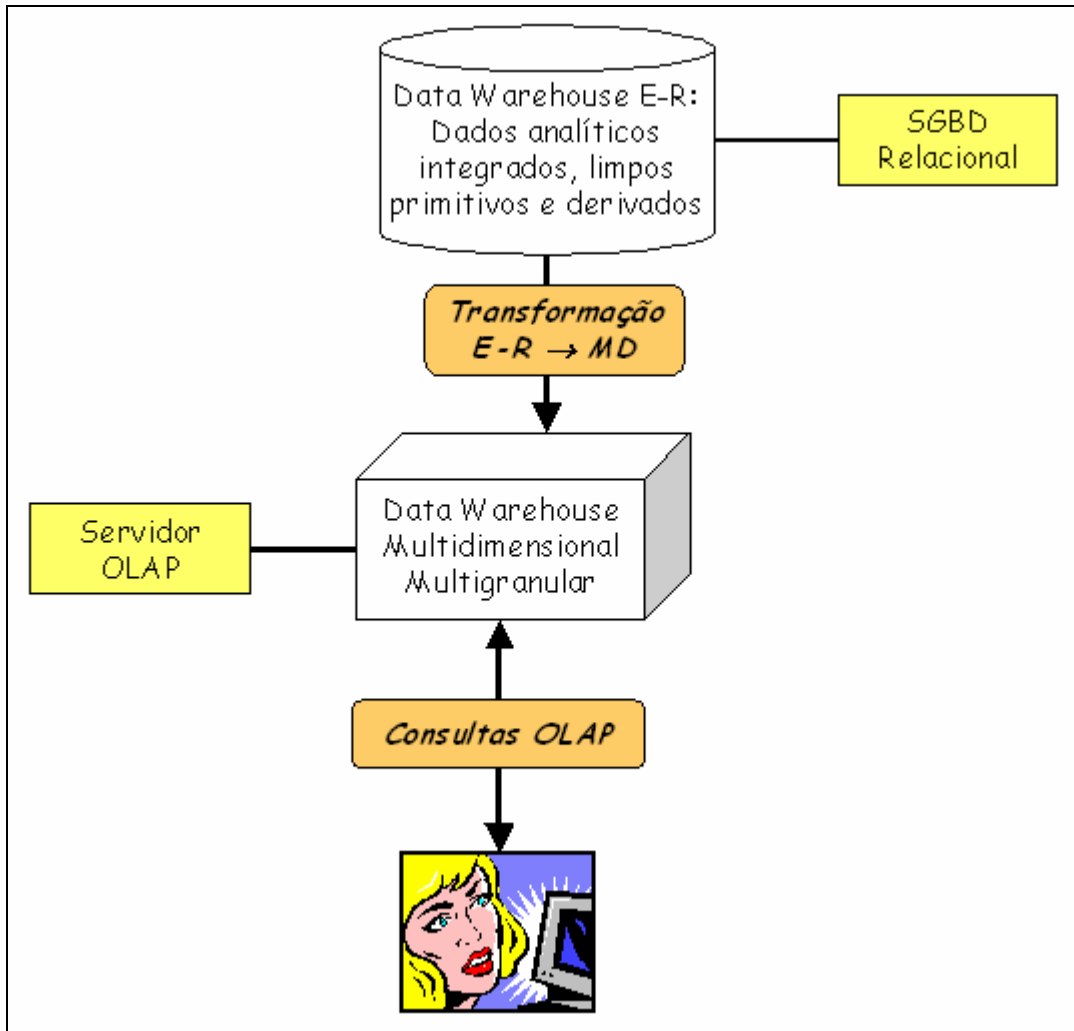 Data Warehouse E-R:
Dados analíticos
integrados, limpos
primitivos e derivados
SGBD
Relacional
Transformação
E-R → MD
Servidor
OLAP
Data Warehouse
Multidimensional
Multigranular
Consultas OLAP